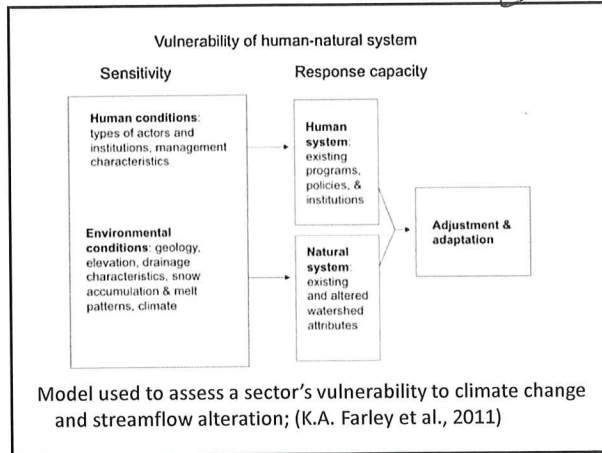 Vulnerability of human-natural system
Sensitivity
Response capacity
Human conditions:
types of actors and
institutions, management
characteristics
Environmental
conditions: geology,
elevation, drainage
characteristics, snow
accumulation & melt
patterns, climate
Human
system:
existing
programs,
policies, &
institutions
Natural
system:
existing
and altered
watershed
attributes
Adjustment &
adaptation
Model used to assess a sector's vulnerability to climate change
and streamflow alteration; (K.A. Farley et al., 2011)